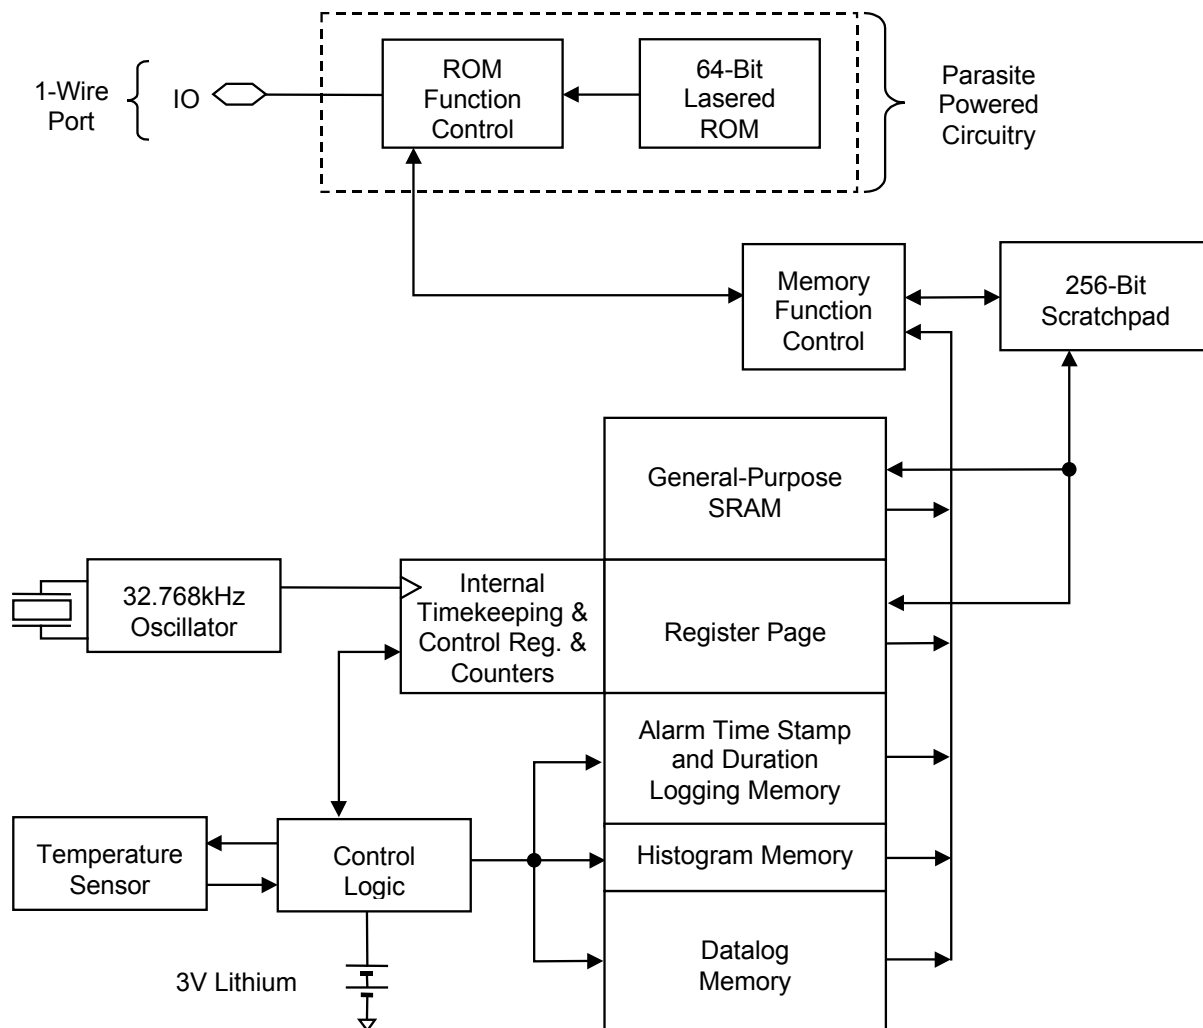 1-Wire
Port
IO
ROM
Function
Control
64-Bit
Lasered
ROM
Parasite
Powered
Circuitry
Memory
Function
Control
256-Bit
Scratchpad
General-Purpose
SRAM
32.768kHz
Oscillator
Internal
Timekeeping &
Control Reg. &
Counters
Register Page
Alarm Time Stamp
and Duration
Logging Memory
Temperature
Sensor
Control
Logic
Histogram Memory
Datalog
Memory
3V Lithium